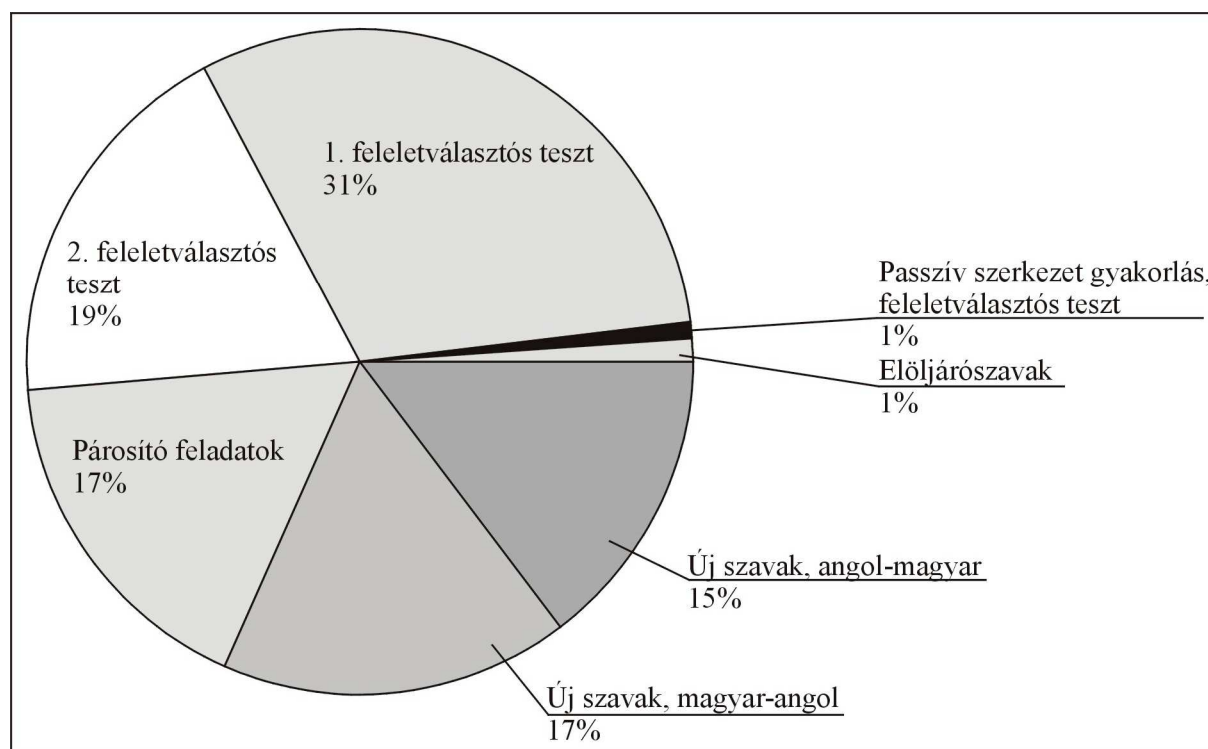 1. feleletválasztós teszt
31%
2. feleletválasztós
teszt
19%
Passzív szerkezet gyakorlás,
feleletválasztós teszt
1%
Elöljárószavak
1%
Párosító feladatok
17%
Új szavak, angol-magyar
15%
Új szavak, magyar-angol
17%